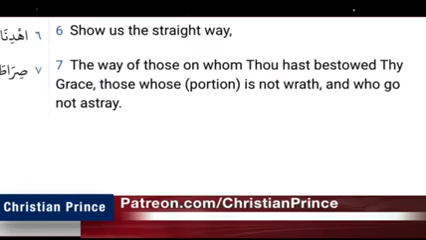 اهْدِنَا ٦ 6 Show us the straight way,
صِرَاطَ ٧ 7 The way of those on whom Thou hast bestowed Thy
Grace, those whose (portion) is not wrath, and who go
not astray.
Christian Prince
Patreon.com/ChristianPrince